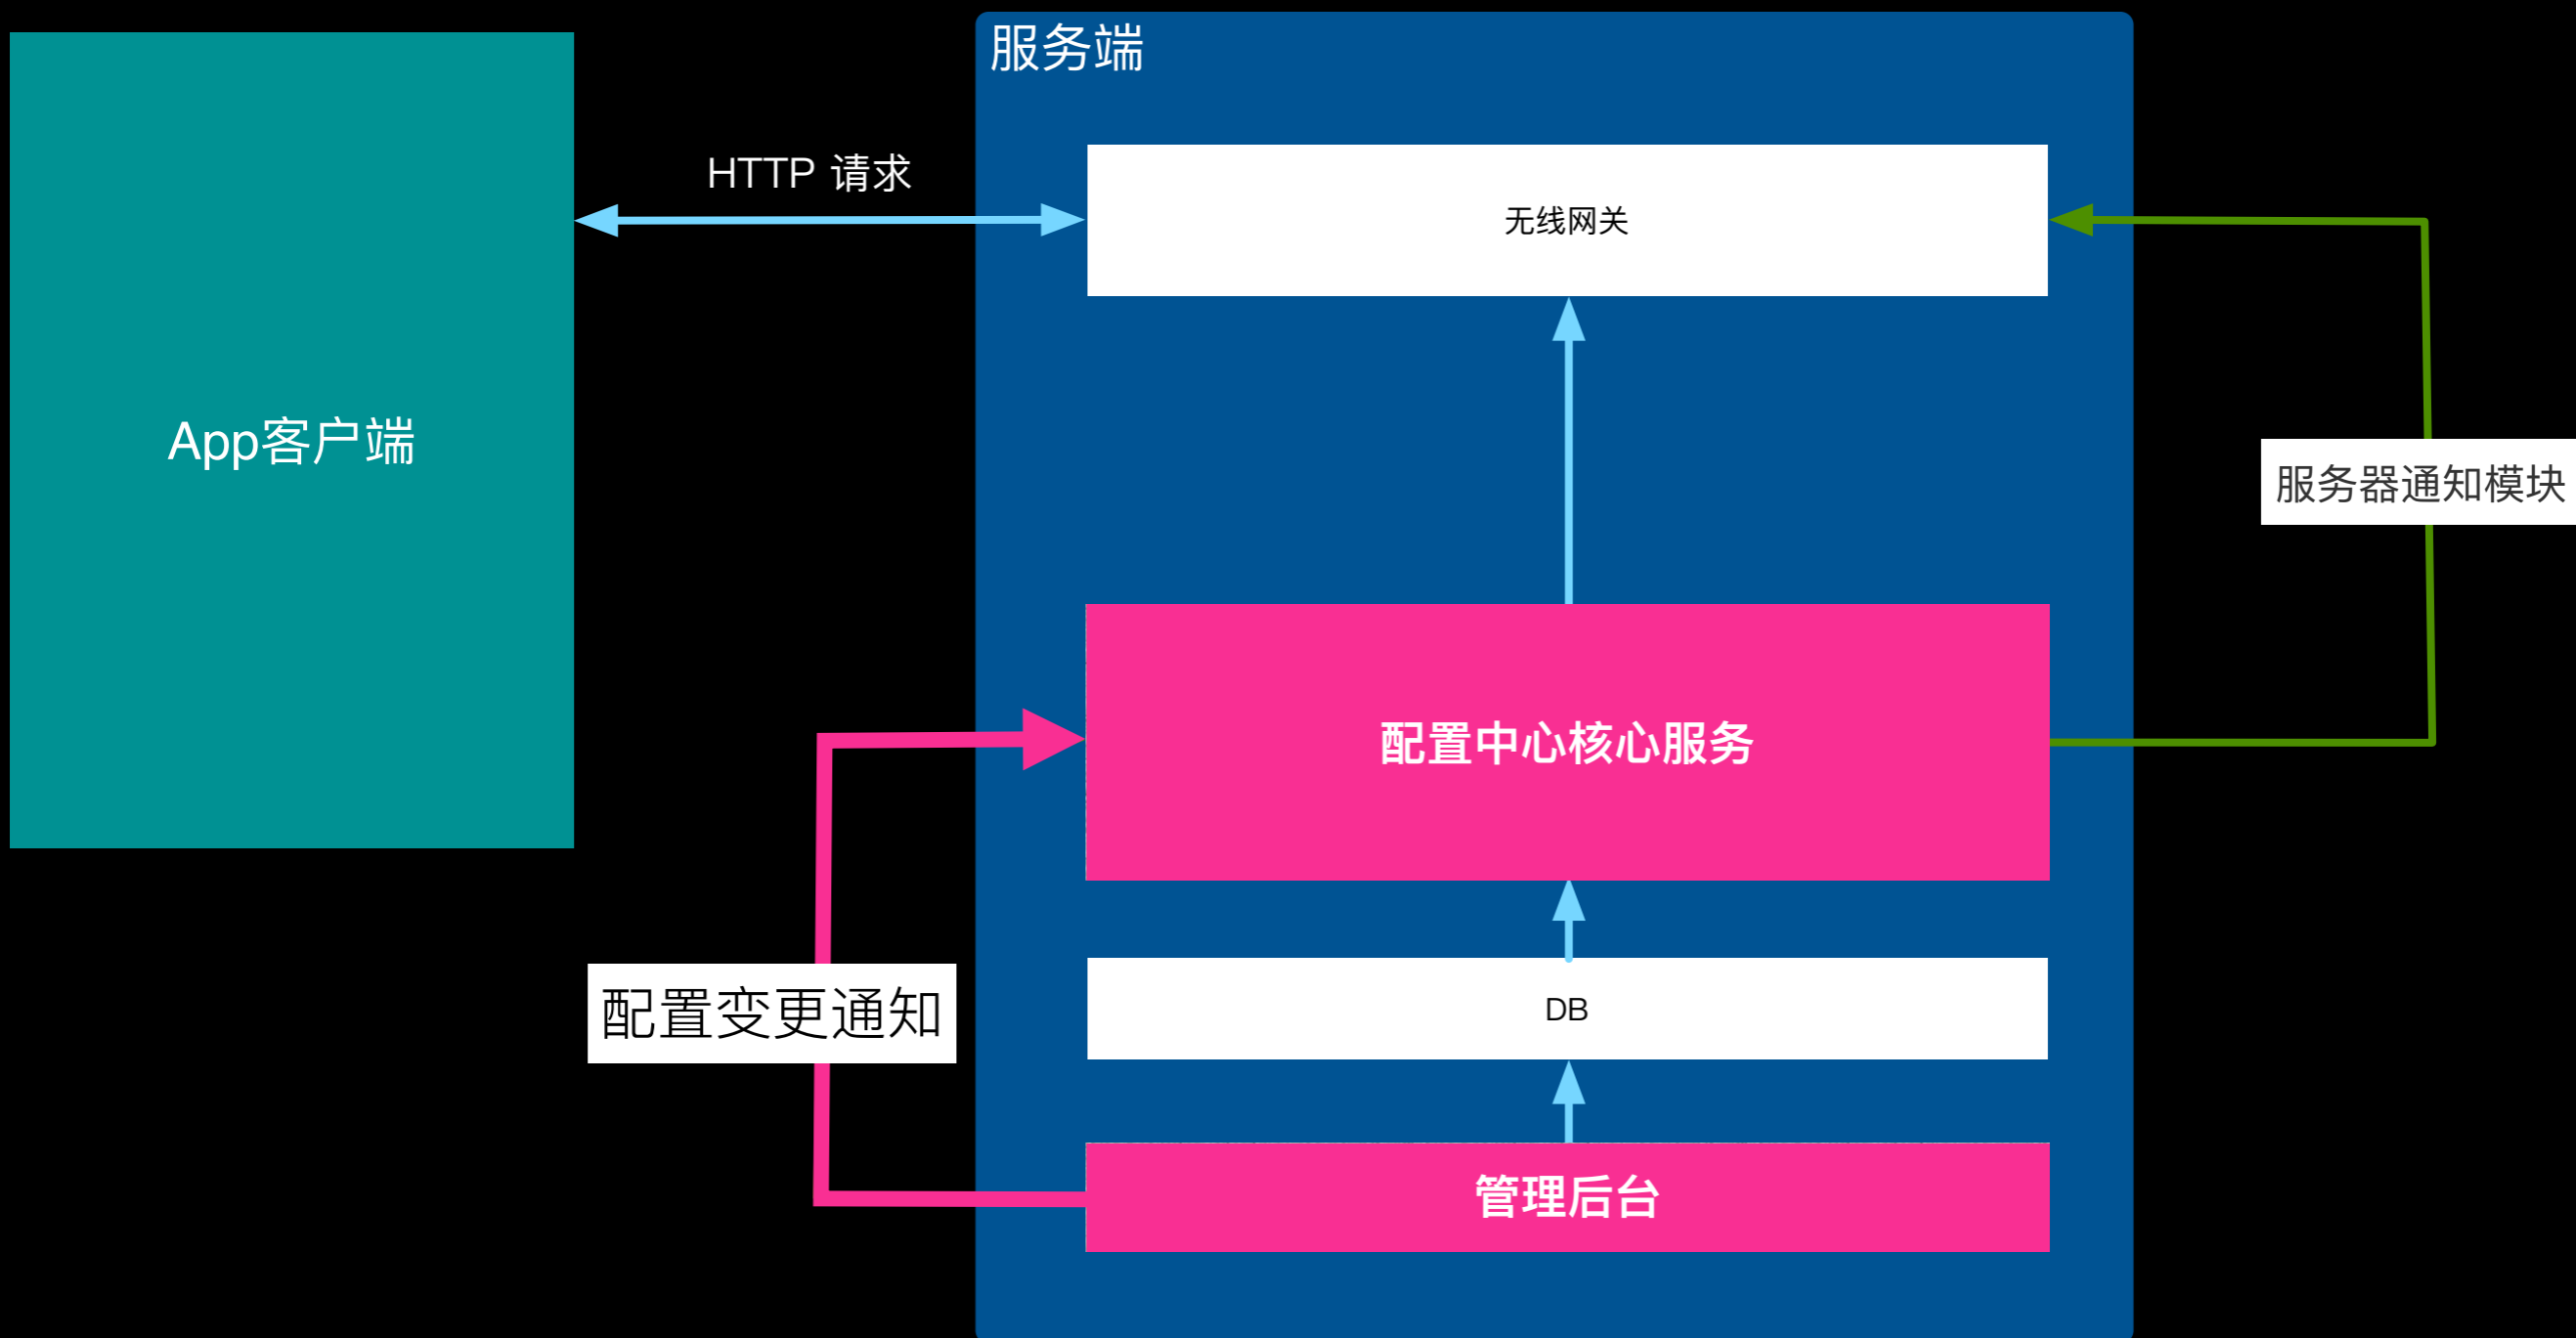 服务端
HTTP 请求
无线网关
App客户端
服务器通知模块
配置中心核心服务
配置变更通知
DB
管理后台